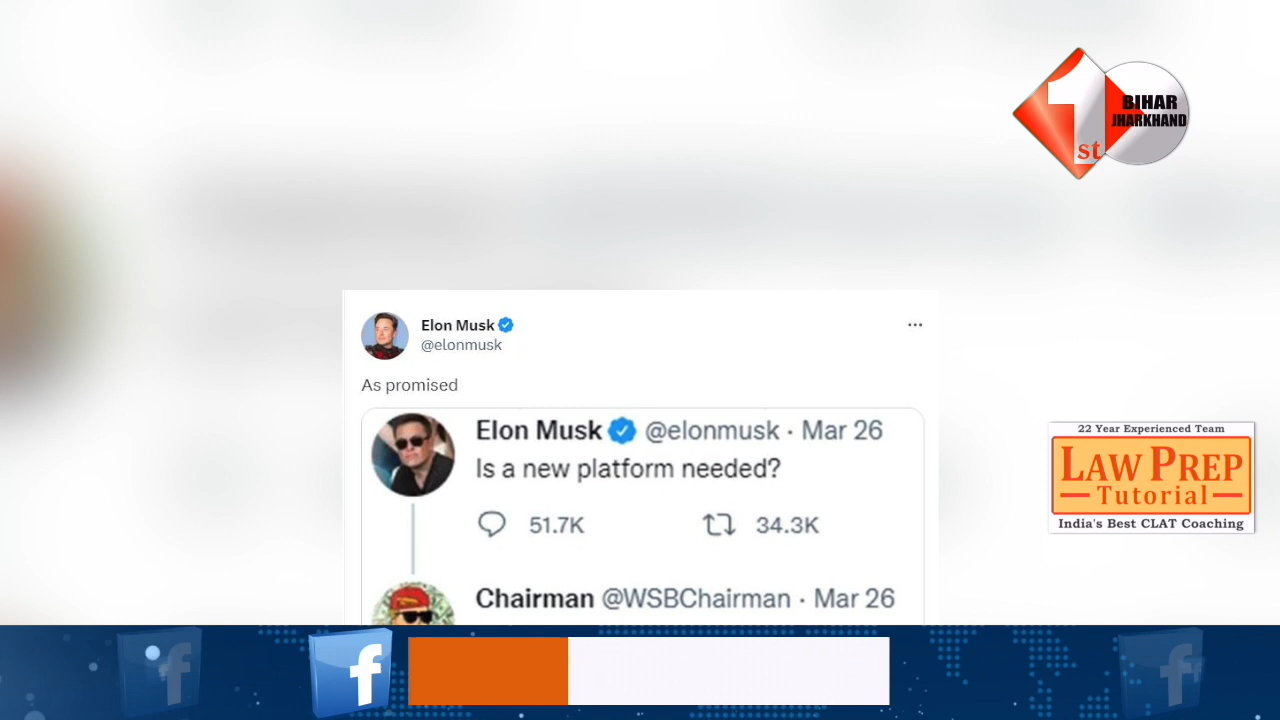 1st
BIHAR
JHARKHAND
Elon Musk
@elonmusk
As promised
Elon Musk @elonmusk · Mar 26
Is a new platform needed?
51.7K 34.3K
Chairman @WSBChairman · Mar 26
22 Year Experienced Team
LAW PREP
Tutorial
India's Best CLAT Coaching
f f f